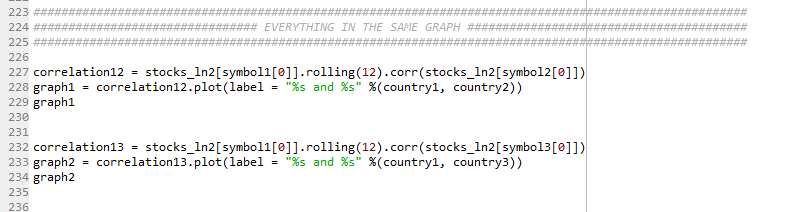 223 #####################################################################################################
224 ################################ EVERYTHING IN THE SAME GRAPH ########################################
225 #####################################################################################################
226
227 correlation12 = stocks_ln2[symbol1[0]].rolling(12).corr(stocks_ln2[symbol2[0]])
228 graph1 = correlation12.plot(label = "%s and %s" %(country1, country2))
229 graph1
230
231
232 correlation13 = stocks_ln2[symbol1[0]].rolling(12).corr(stocks_ln2[symbol3[0]])
233 graph2 = correlation13.plot(label = "%s and %s" %(country1, country3))
234 graph2
235
236